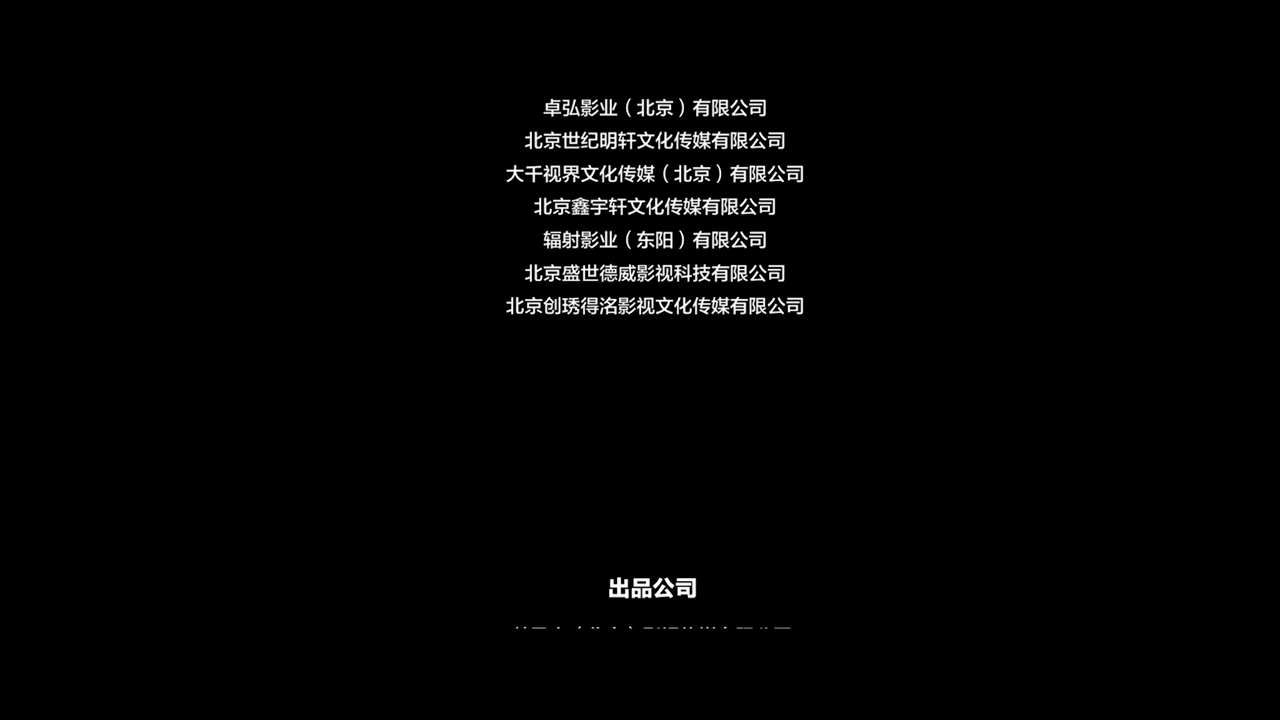 卓弘影业（北京）有限公司
北京世纪明轩文化传媒有限公司
大千视界文化传媒（北京）有限公司
北京鑫宇轩文化传媒有限公司
辐射影业（东阳）有限公司
北京盛世德威影视科技有限公司
北京创琇得洺影视文化传媒有限公司
出品公司